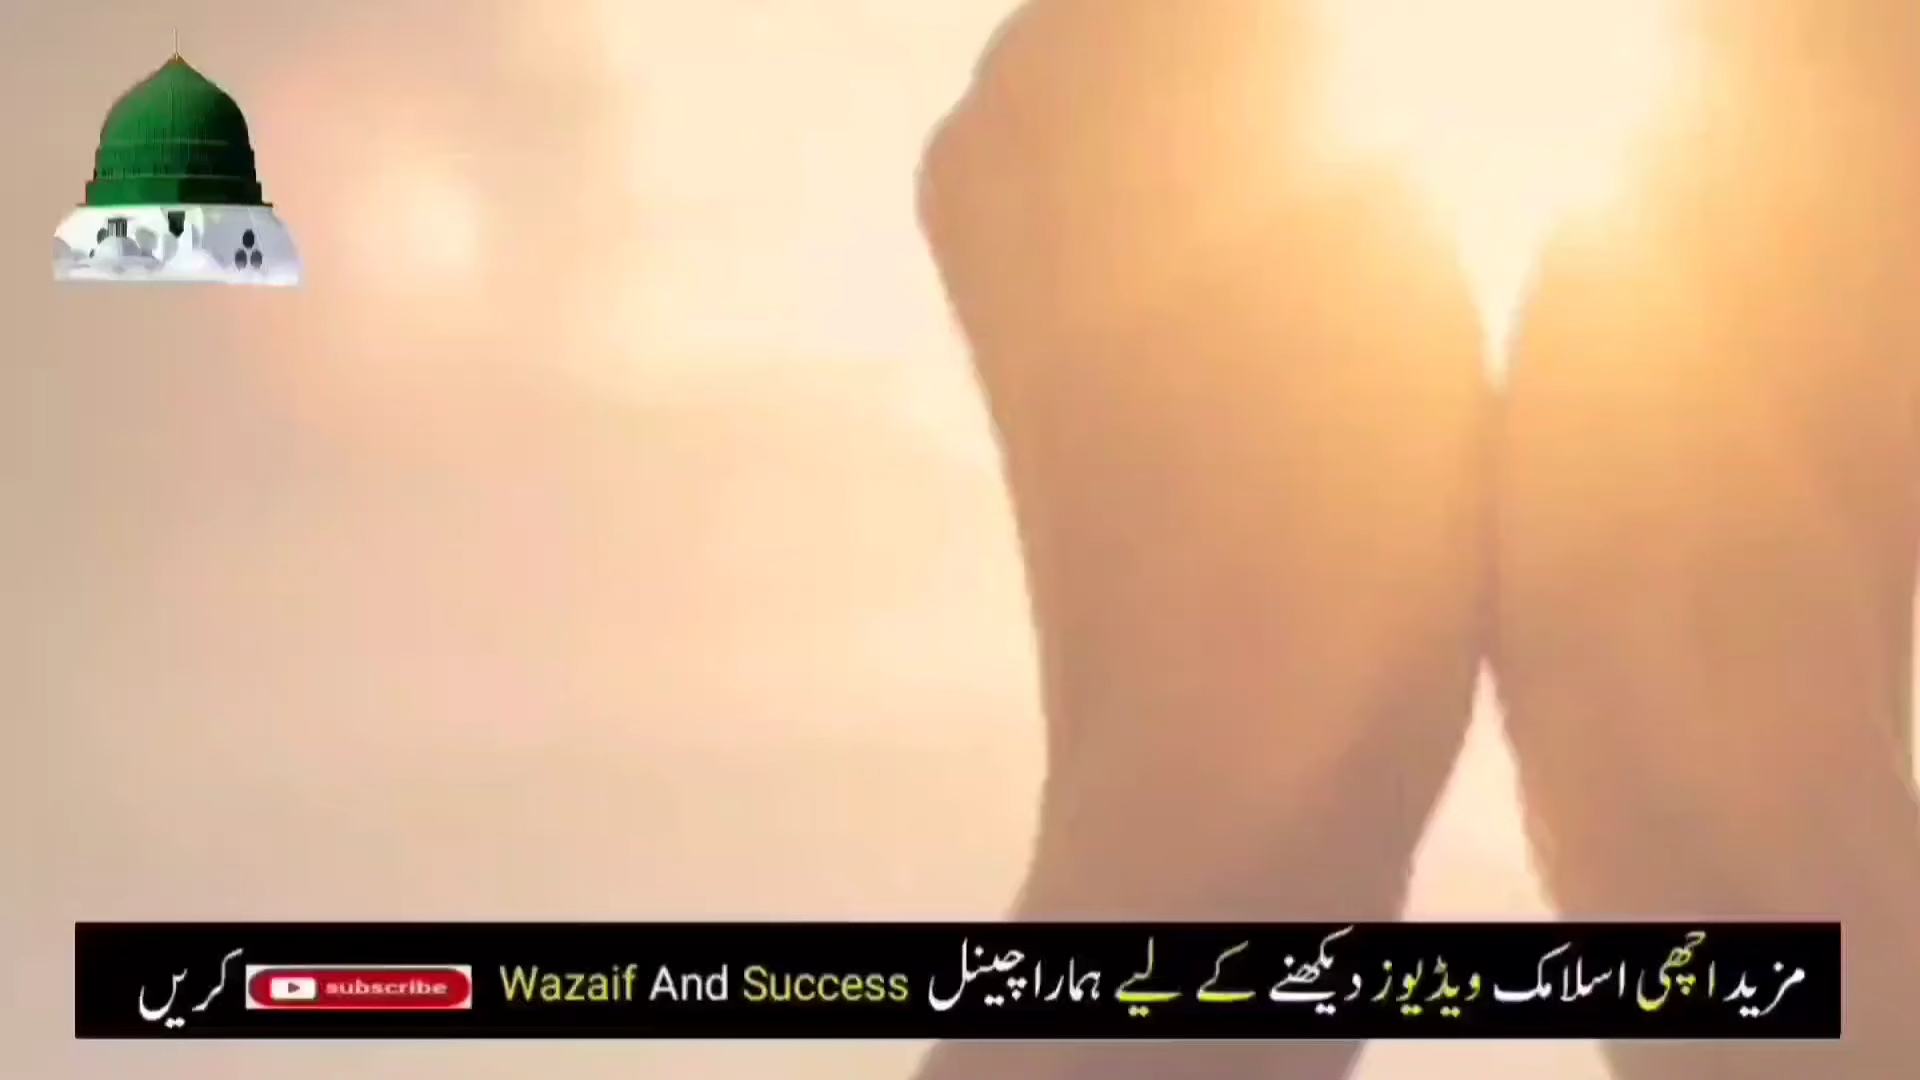 مزید اچھی اسلامک ویڈیوز دیکھنے کے لیے ہمارا چینل Wazaif And Success subscribe کریں